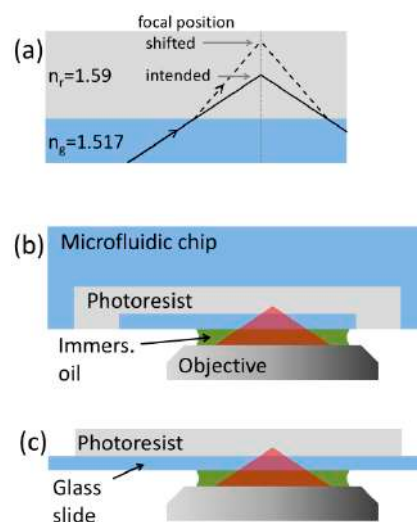 (a)
focal position
shifted
intended
nr=1.59
ng=1.517
(b)
Microfluidic chip
Photoresist
Immers.
oil
Objective
(c)
Photoresist
Glass
slide